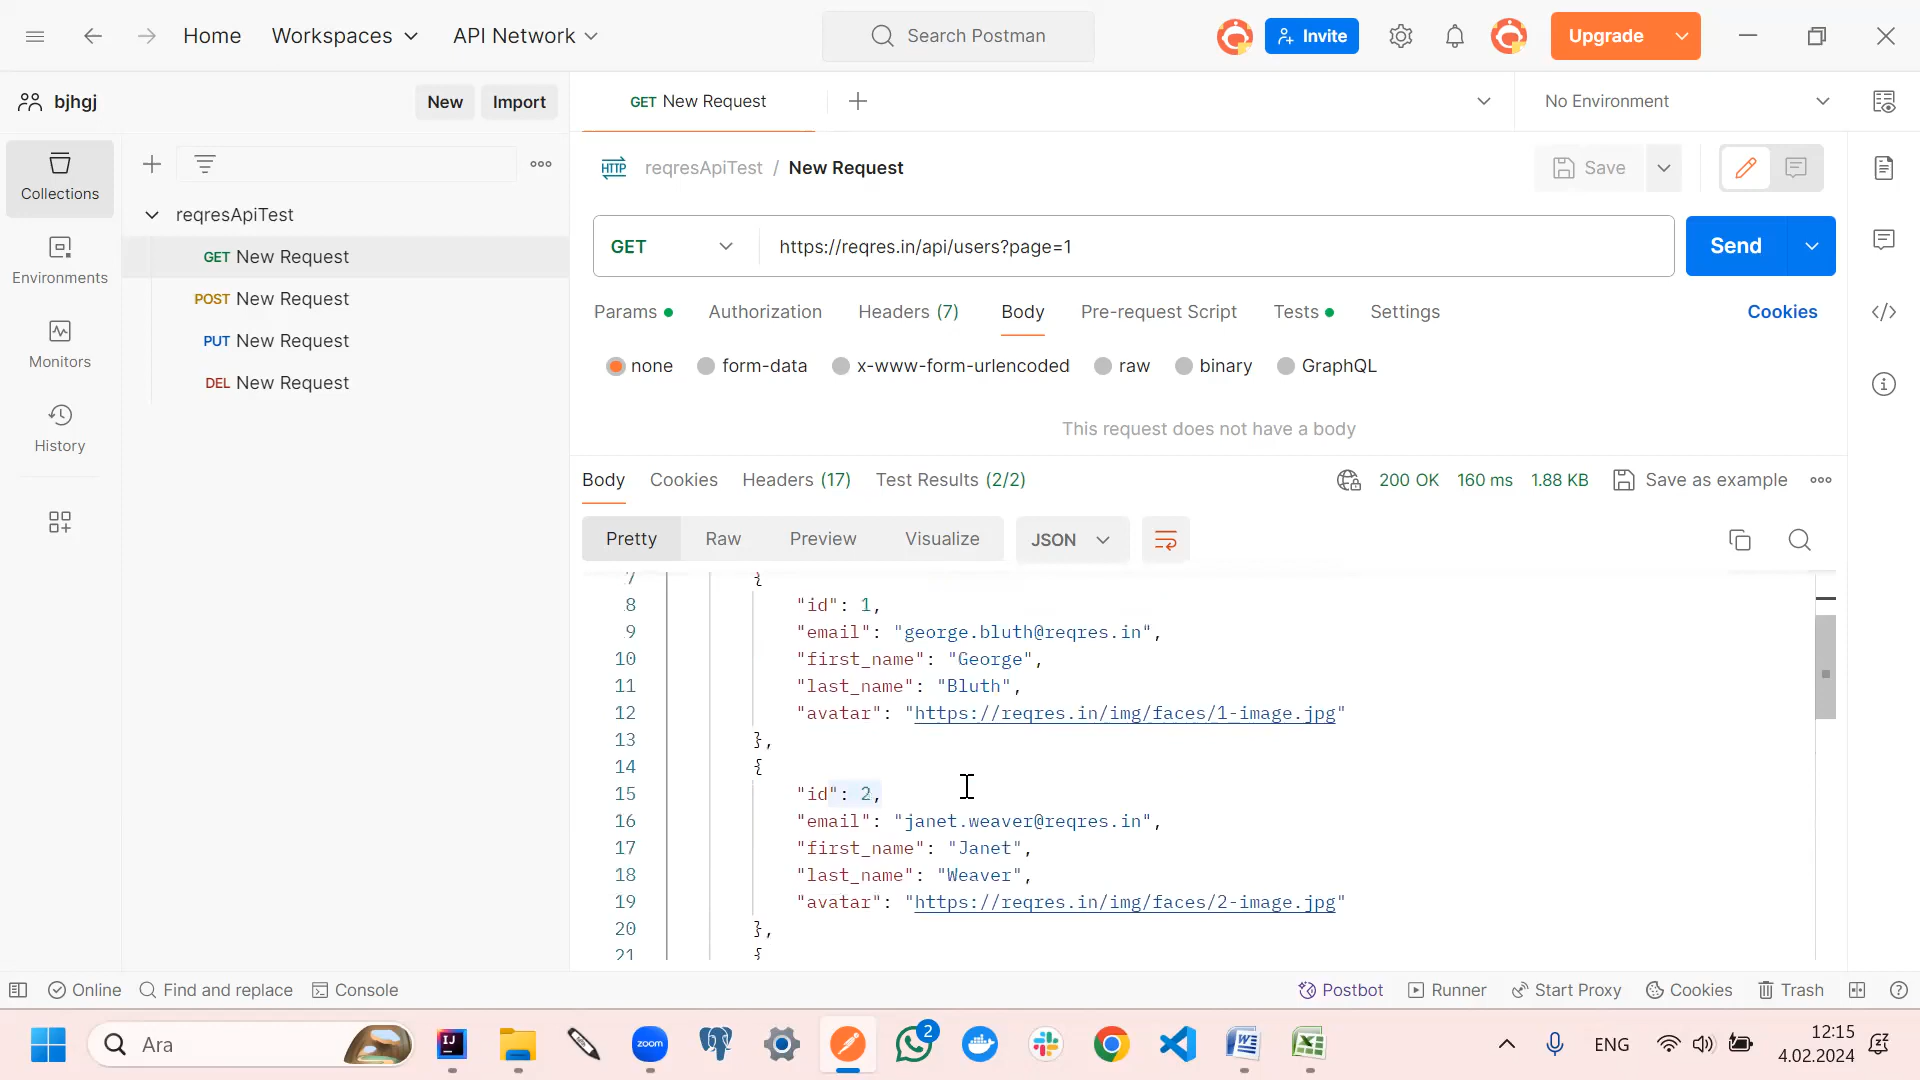 Home Workspaces API Network Search Postman Invite Upgrade
bjhgj New Import GET New Request No Environment
Collections
Environments
Monitors
History
reqresApiTest
GET New Request
POST New Request
PUT New Request
DEL New Request
HTTP reqresApiTest / New Request Save
GET https://reqres.in/api/users?page=1 Send
Params Authorization Headers (7) Body Pre-request Script Tests Settings Cookies
none form-data x-www-form-urlencoded raw binary GraphQL
This request does not have a body
Body Cookies Headers (17) Test Results (2/2) 200 OK 160 ms 1.88 KB Save as example
Pretty Raw Preview Visualize JSON
7 {
8 "id": 1,
9 "email": "george.bluth@reqres.in",
10 "first_name": "George",
11 "last_name": "Bluth",
12 "avatar": "https://reqres.in/img/faces/1-image.jpg"
13 },
14 {
15 "id": 2,
16 "email": "janet.weaver@reqres.in",
17 "first_name": "Janet",
18 "last_name": "Weaver",
19 "avatar": "https://reqres.in/img/faces/2-image.jpg"
20 },
21 {
Online Find and replace Console Postbot Runner Start Proxy Cookies Trash
Ara IJ zoom 2 ENG 12:15
4.02.2024